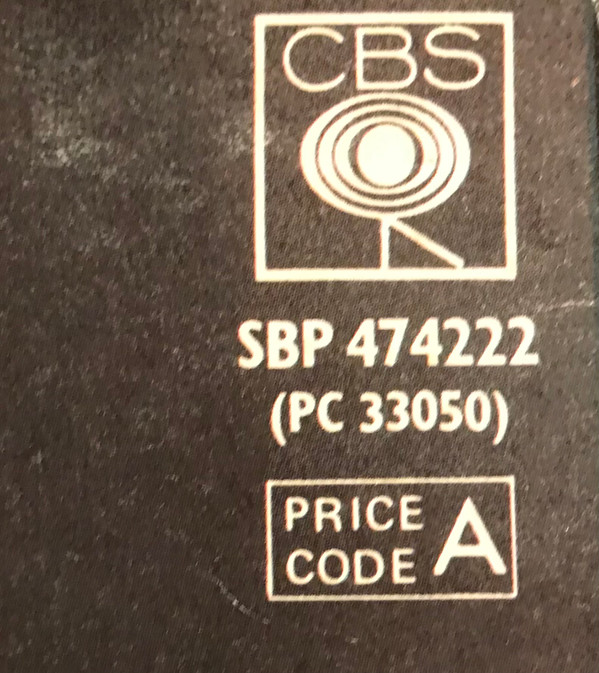 CBS
SBP 474222
(PC 33050)
PRICE
CODE A